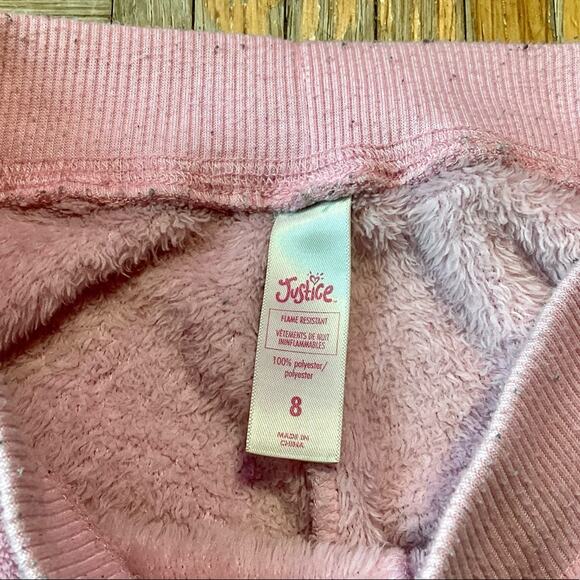 Justice
FLAME RESISTANT
VÊTEMENTS DE NUIT
ININFLAMMABLES
100% polyester/
polyester
8
MADE IN
CHINA